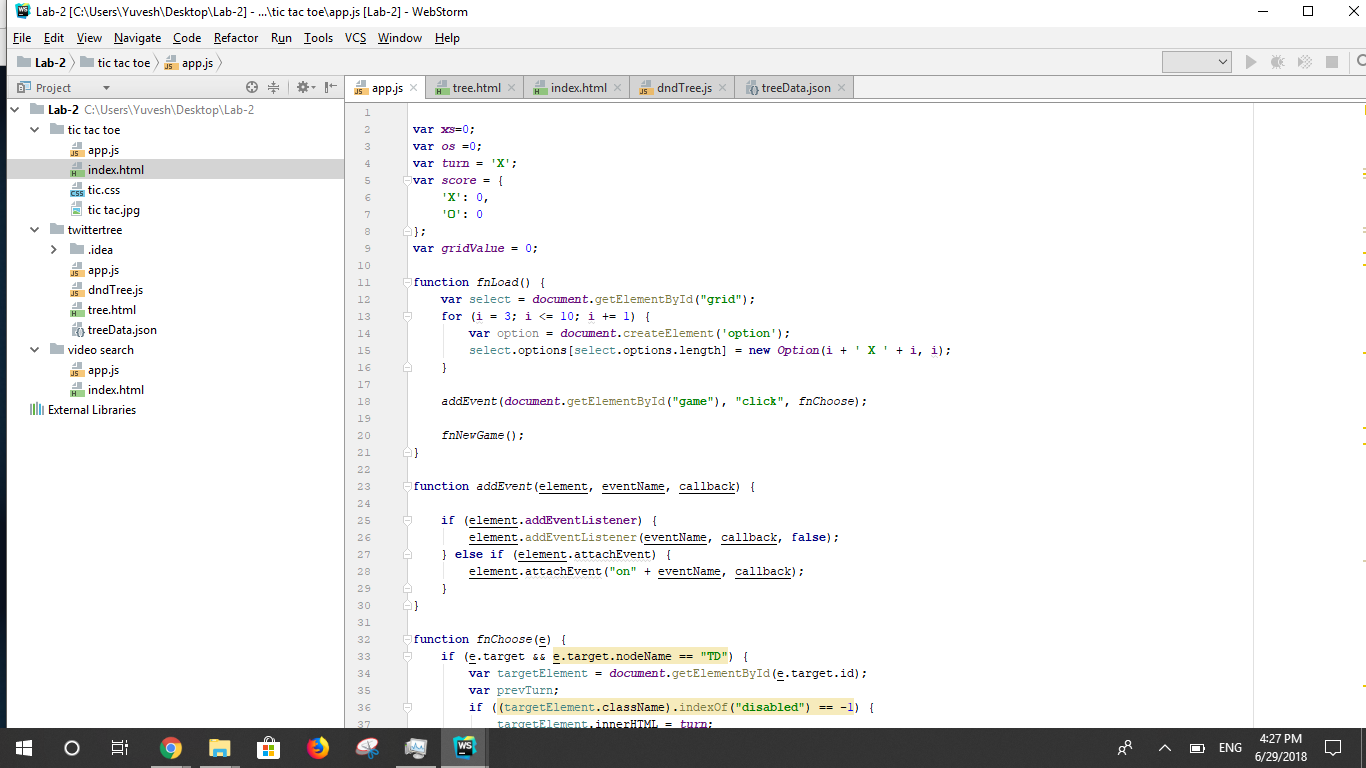 Lab-2 [C:\Users\Yuvesh\Desktop\Lab-2] - ...\tic tac toe\app.js [Lab-2] - WebStorm
File Edit View Navigate Code Refactor Run Tools VCS Window Help
Lab-2 tic tac toe app.js
Project
app.js tree.html index.html dndTree.js treeData.json
Lab-2 C:\Users\Yuvesh\Desktop\Lab-2
tic tac toe
app.js
index.html
tic.css
tic tac.jpg
twittertree
.idea
app.js
dndTree.js
tree.html
treeData.json
video search
app.js
index.html
External Libraries
1
2 var xs=0;
3 var os =0;
4 var turn = 'X';
5 var score = {
6 'X': 0,
7 'O': 0
8 };
9 var gridValue = 0;
10
11 function fnLoad() {
12 var select = document.getElementById("grid");
13 for (i = 3; i <= 10; i += 1) {
14 var option = document.createElement('option');
15 select.options[select.options.length] = new Option(i + ' X ' + i, i);
16 }
17
18 addEvent(document.getElementById("game"), "click", fnChoose);
19
20 fnNewGame();
21 }
22
23 function addEvent(element, eventName, callback) {
24
25 if (element.addEventListener) {
26 element.addEventListener(eventName, callback, false);
27 } else if (element.attachEvent) {
28 element.attachEvent("on" + eventName, callback);
29 }
30 }
31
32 function fnChoose(e) {
33 if (e.target && e.target.nodeName == "TD") {
34 var targetElement = document.getElementById(e.target.id);
35 var prevTurn;
36 if ((targetElement.className).indexOf("disabled") == -1) {
37 targetElement.innerHTML = turn;
WS
ENG
4:27 PM
6/29/2018